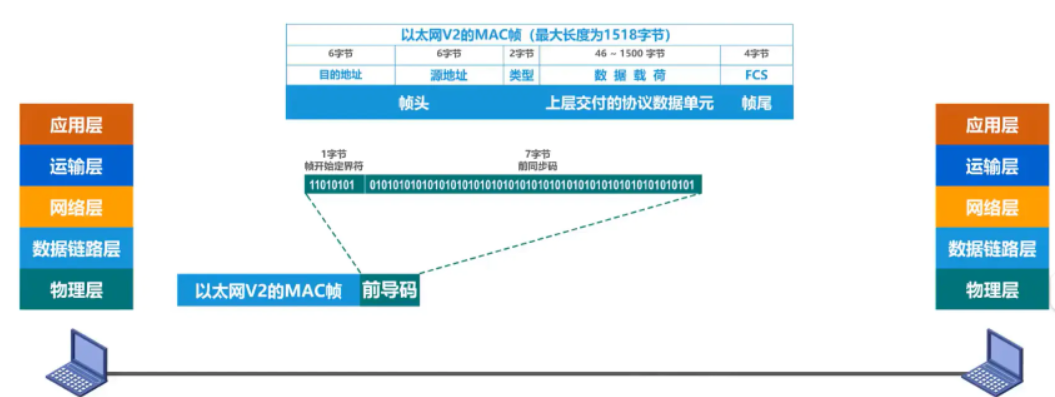 以太网V2的MAC帧（最大长度为1518字节）
6字节 6字节 2字节 46 ~ 1500 字节 4字节
目的地址 源地址 类型 数 据 载 荷 FCS
帧头 上层交付的协议数据单元 帧尾
应用层
运输层
网络层
数据链路层
物理层
1字节
帧开始定界符
7字节
前同步码
11010101 01010101010101010101010101010101010101010101010101010101
以太网V2的MAC帧 前导码
应用层
运输层
网络层
数据链路层
物理层